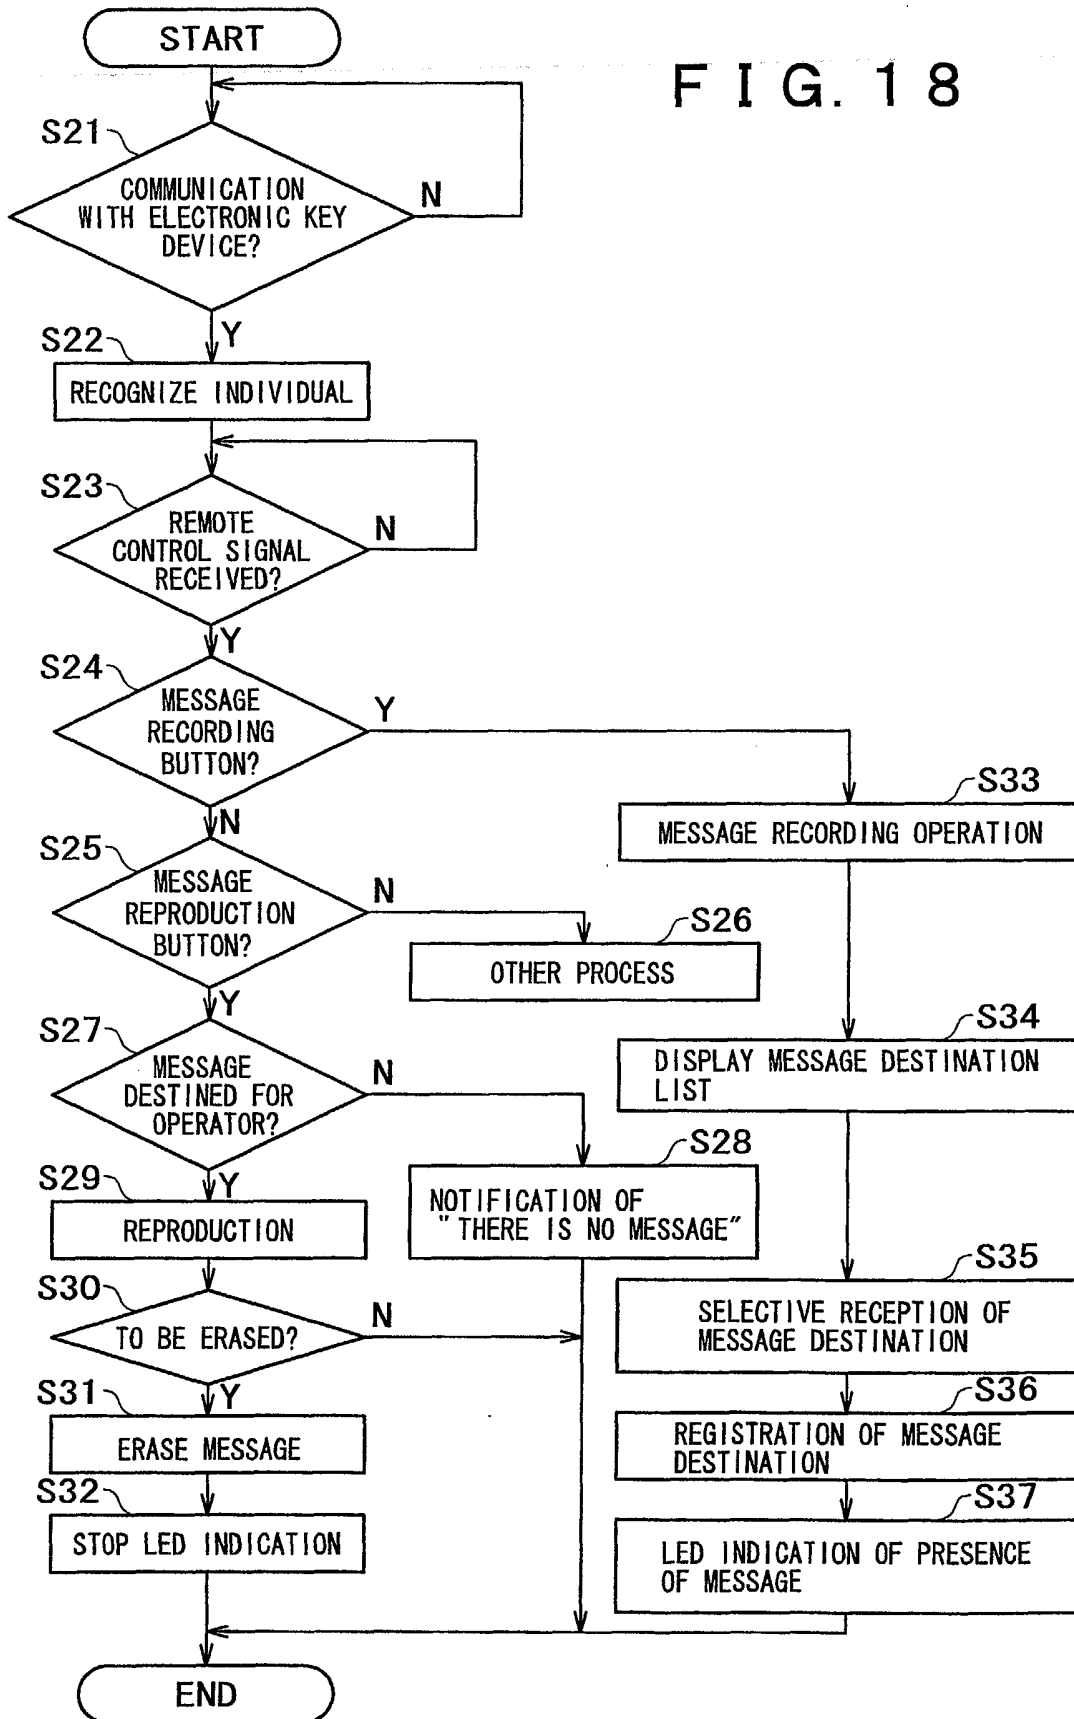 START
FIG. 18
S21
COMMUNICATION
WITH ELECTRONIC KEY
DEVICE?
N
Y
S22
RECOGNIZE INDIVIDUAL
S23
REMOTE
CONTROL SIGNAL
RECEIVED?
N
Y
S24
MESSAGE
RECORDING
BUTTON?
Y
N
S33
MESSAGE RECORDING OPERATION
S25
MESSAGE
REPRODUCTION
BUTTON?
N
Y
S26
OTHER PROCESS
S27
MESSAGE
DESTINED FOR
OPERATOR?
N
Y
S34
DISPLAY MESSAGE DESTINATION
LIST
S28
NOTIFICATION OF
"THERE IS NO MESSAGE"
S29
REPRODUCTION
S30
TO BE ERASED?
N
Y
S35
SELECTIVE RECEPTION OF
MESSAGE DESTINATION
S31
ERASE MESSAGE
S36
REGISTRATION OF MESSAGE
DESTINATION
S32
STOP LED INDICATION
S37
LED INDICATION OF PRESENCE
OF MESSAGE
END